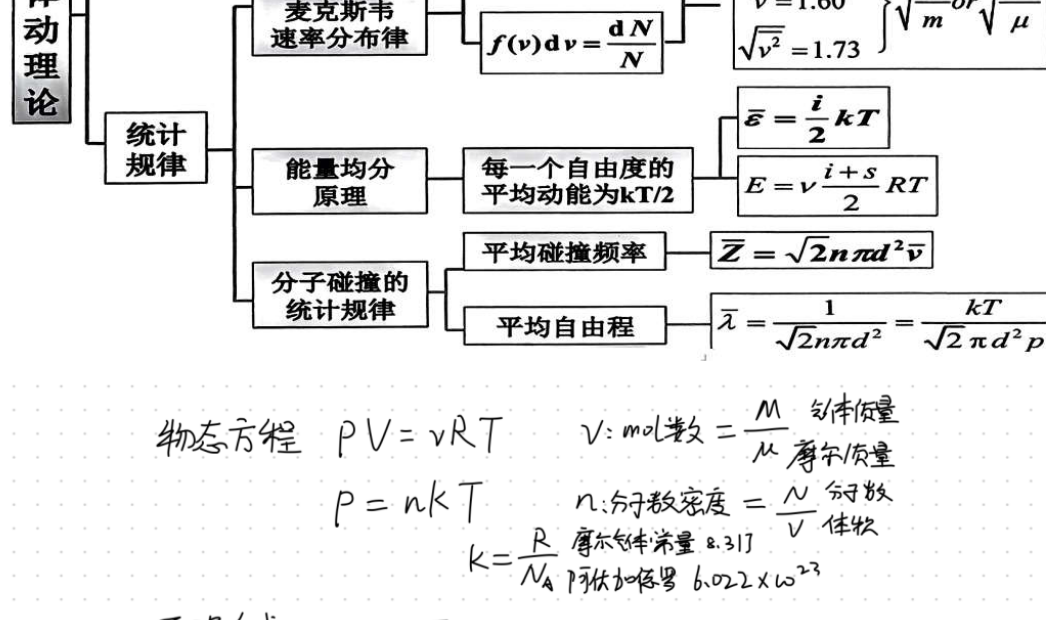 动
理
论
麦克斯韦
速率分布律
f(v)dv = dN/N
v = 1.60
√v̅² = 1.73
} √ m or √ μ
统计
规律
能量均分
原理
每一个自由度的
平均动能为kT/2
ε̅ = i/2 kT
E = ν (i+s)/2 RT
分子碰撞的
统计规律
平均碰撞频率
Z̅ = √2nπd²v̅
平均自由程
λ̅ = 1/(√2nπd²) = kT/(√2πd²p)
物态方程 PV = νRT ν: mol数 = M/μ 气体质量 摩尔质量
P = nkT n:分子数密度 = N/V 分子数 体积
k = R/N_A 摩尔气体常量 8.31J
阿伏加德罗 6.022×10²³